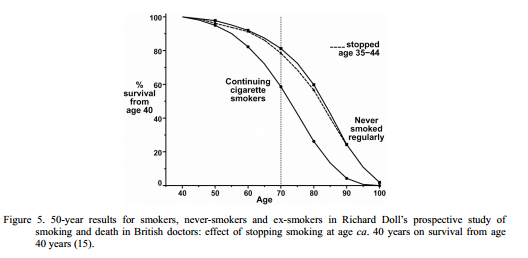 100
80
60
40
20
0
%
survival
from
age 40
40 50 60 70 80 90 100
Age
stopped
age 35–44
Continuing
cigarette
smokers
Never
smoked
regularly
Figure 5. 50-year results for smokers, never-smokers and ex-smokers in Richard Doll's prospective study of
smoking and death in British doctors: effect of stopping smoking at age ca. 40 years on survival from age
40 years (15).